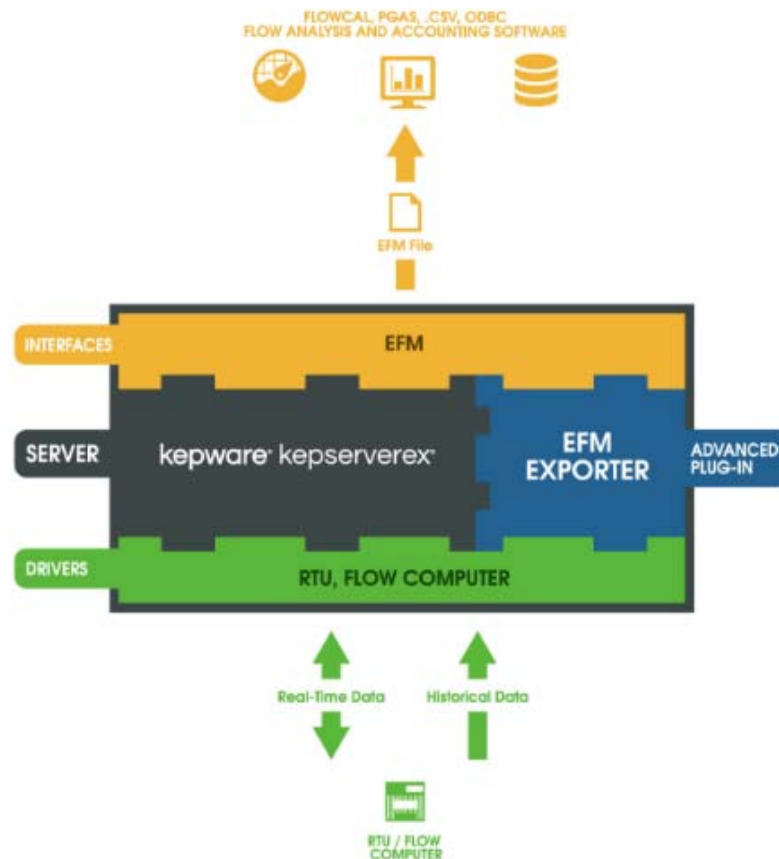 FLOWCAL, PGAS, .CSV, ODBC
FLOW ANALYSIS AND ACCOUNTING SOFTWARE
EFM File
INTERFACES
EFM
SERVER
kepware® kepserverex®
EFM
EXPORTER
ADVANCED
PLUG-IN
DRIVERS
RTU, FLOW COMPUTER
Real-Time Data
Historical Data
RTU / FLOW
COMPUTER